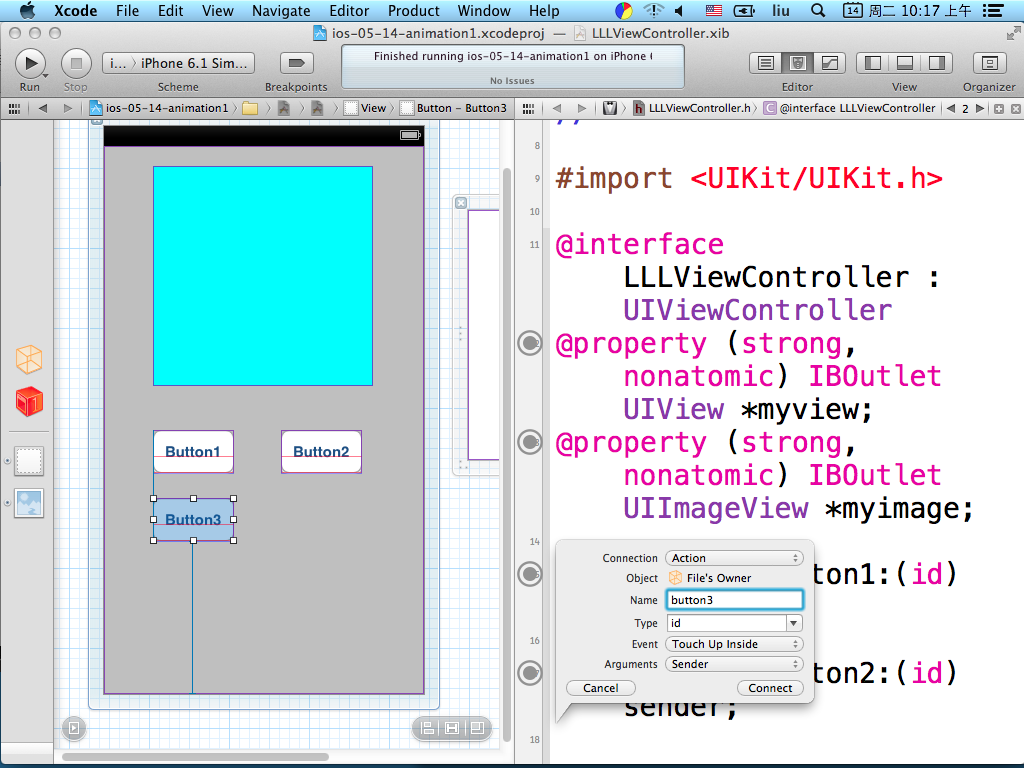 Xcode File Edit View Navigate Editor Product Window Help liu 14 周二 10:17 上午
ios-05-14-animation1.xcodeproj — LLLViewController.xib
i... 〉 iPhone 6.1 Sim...
Finished running ios-05-14-animation1 on iPhone
No Issues
Run Stop Scheme Breakpoints Editor View Organizer
ios-05-14-animation1 View Button - Button3
LLLViewController.h @interface LLLViewController 2
8
9 #import <UIKit/UIKit.h>
10
11 @interface
LLLViewController :
UIViewController
@property (strong,
nonatomic) IBOutlet
UIView *myview;
@property (strong,
nonatomic) IBOutlet
UIImageView *myimage;
14
ton1:(id)
16
ton2:(id)
sender;
18
Button1 Button2
Button3
Connection Action
Object File's Owner
Name button3
Type id
Event Touch Up Inside
Arguments Sender
Cancel Connect